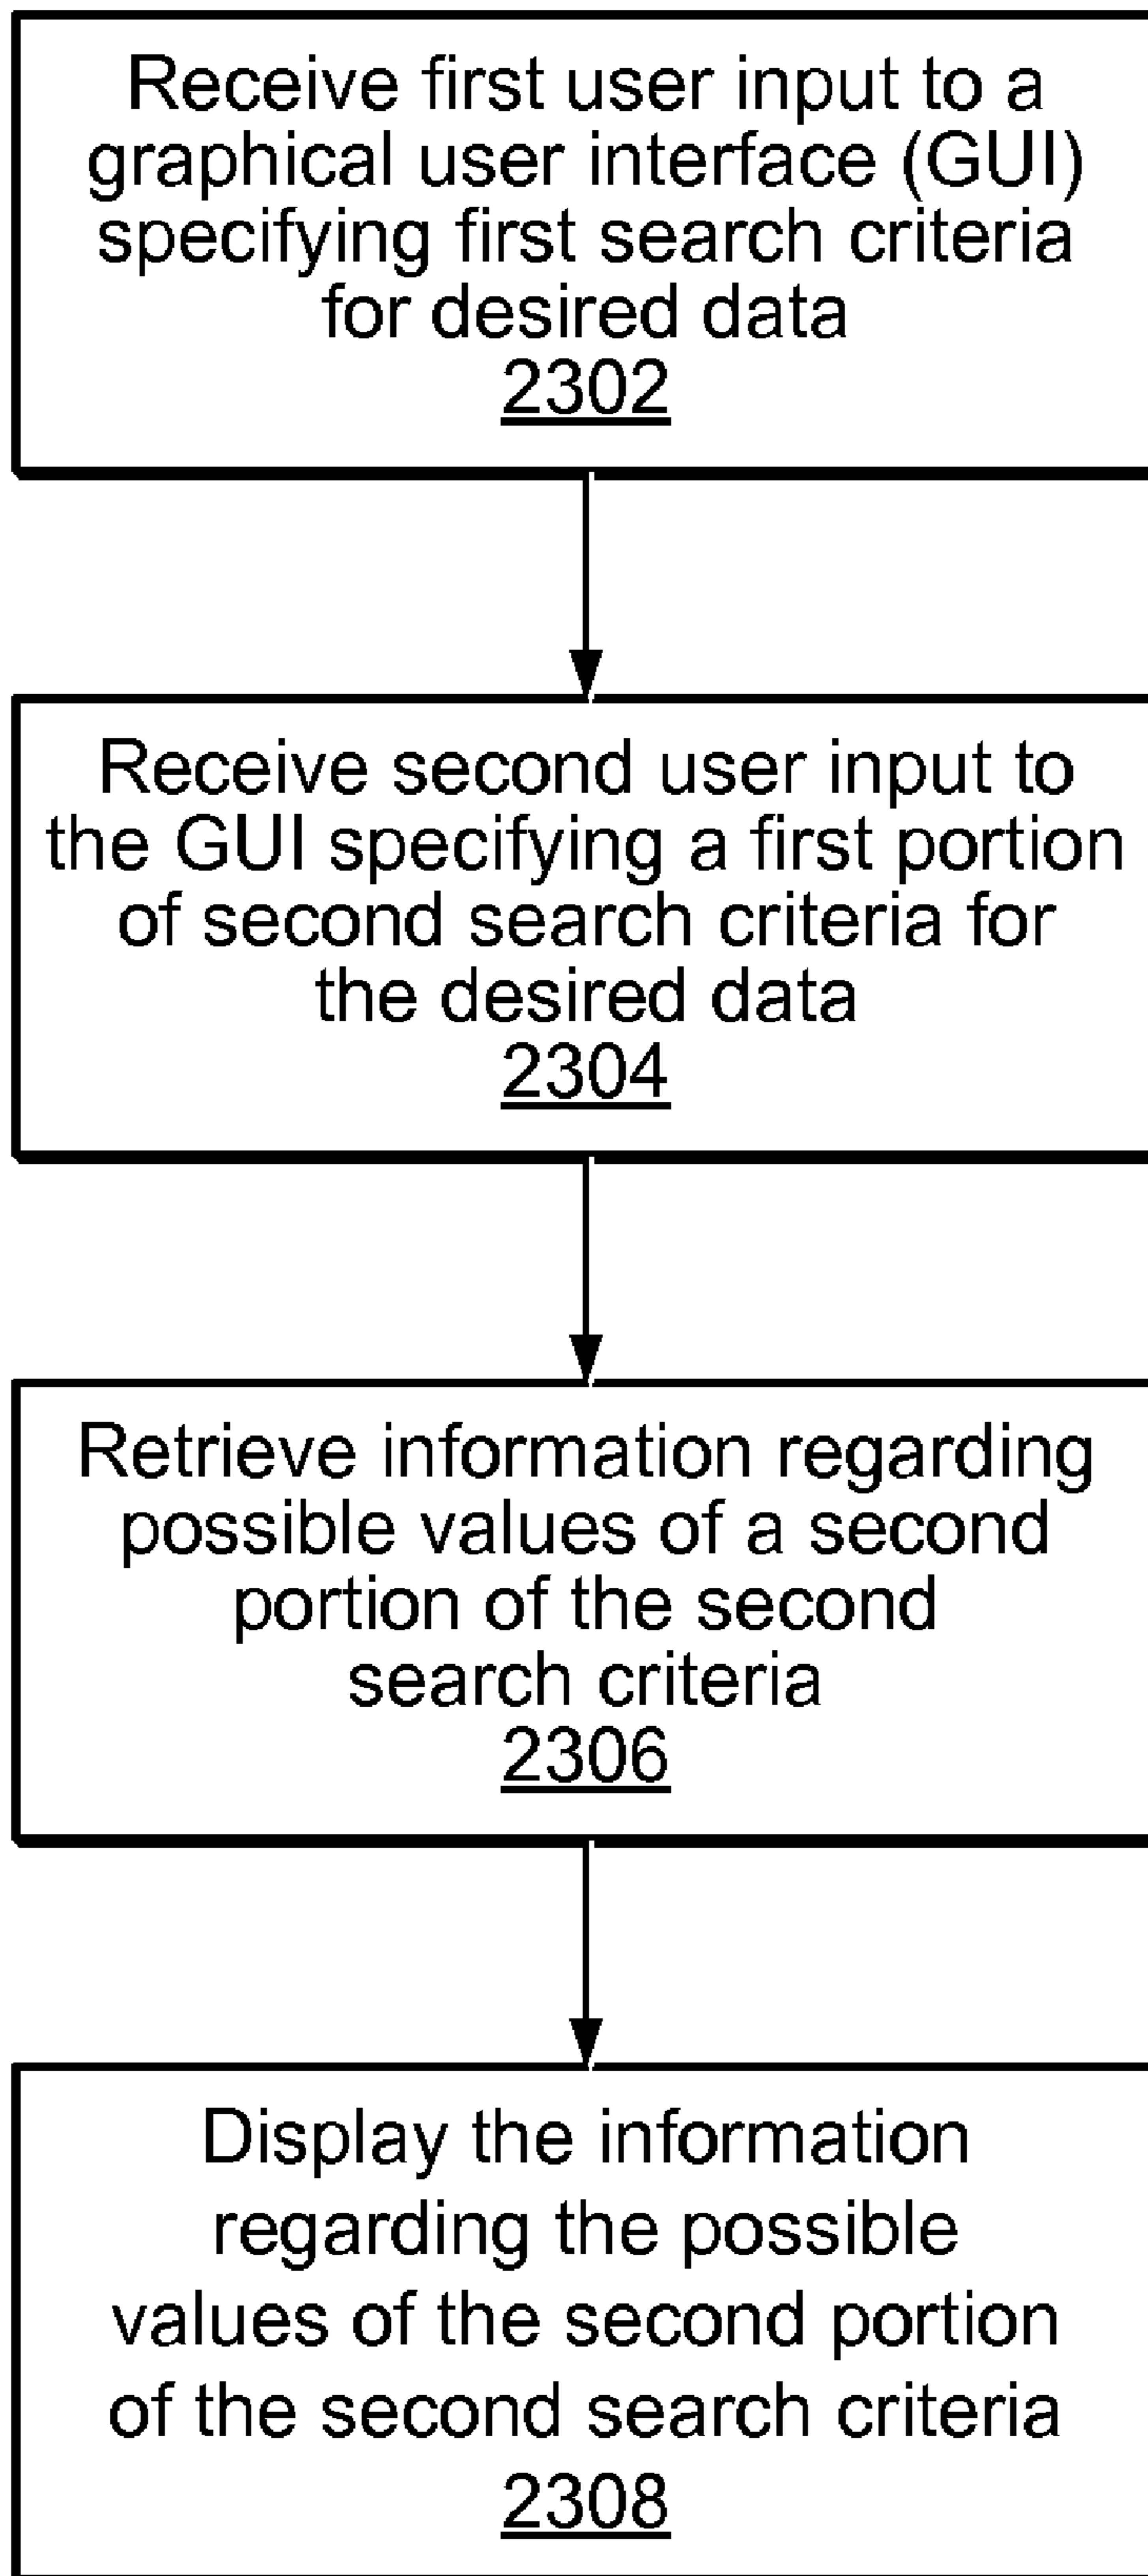 Receive first user input to a
graphical user interface (GUI)
specifying first search criteria
for desired data
2302
Receive second user input to
the GUI specifying a first portion
of second search criteria for
the desired data
2304
Retrieve information regarding
possible values of a second
portion of the second
search criteria
2306
Display the information
regarding the possible
values of the second portion
of the second search criteria
2308